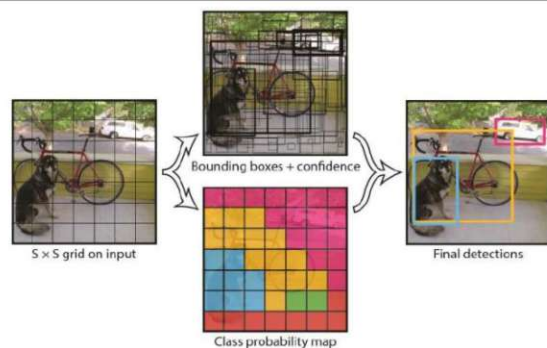 S × S grid on input
Bounding boxes + confidence
Class probability map
Final detections